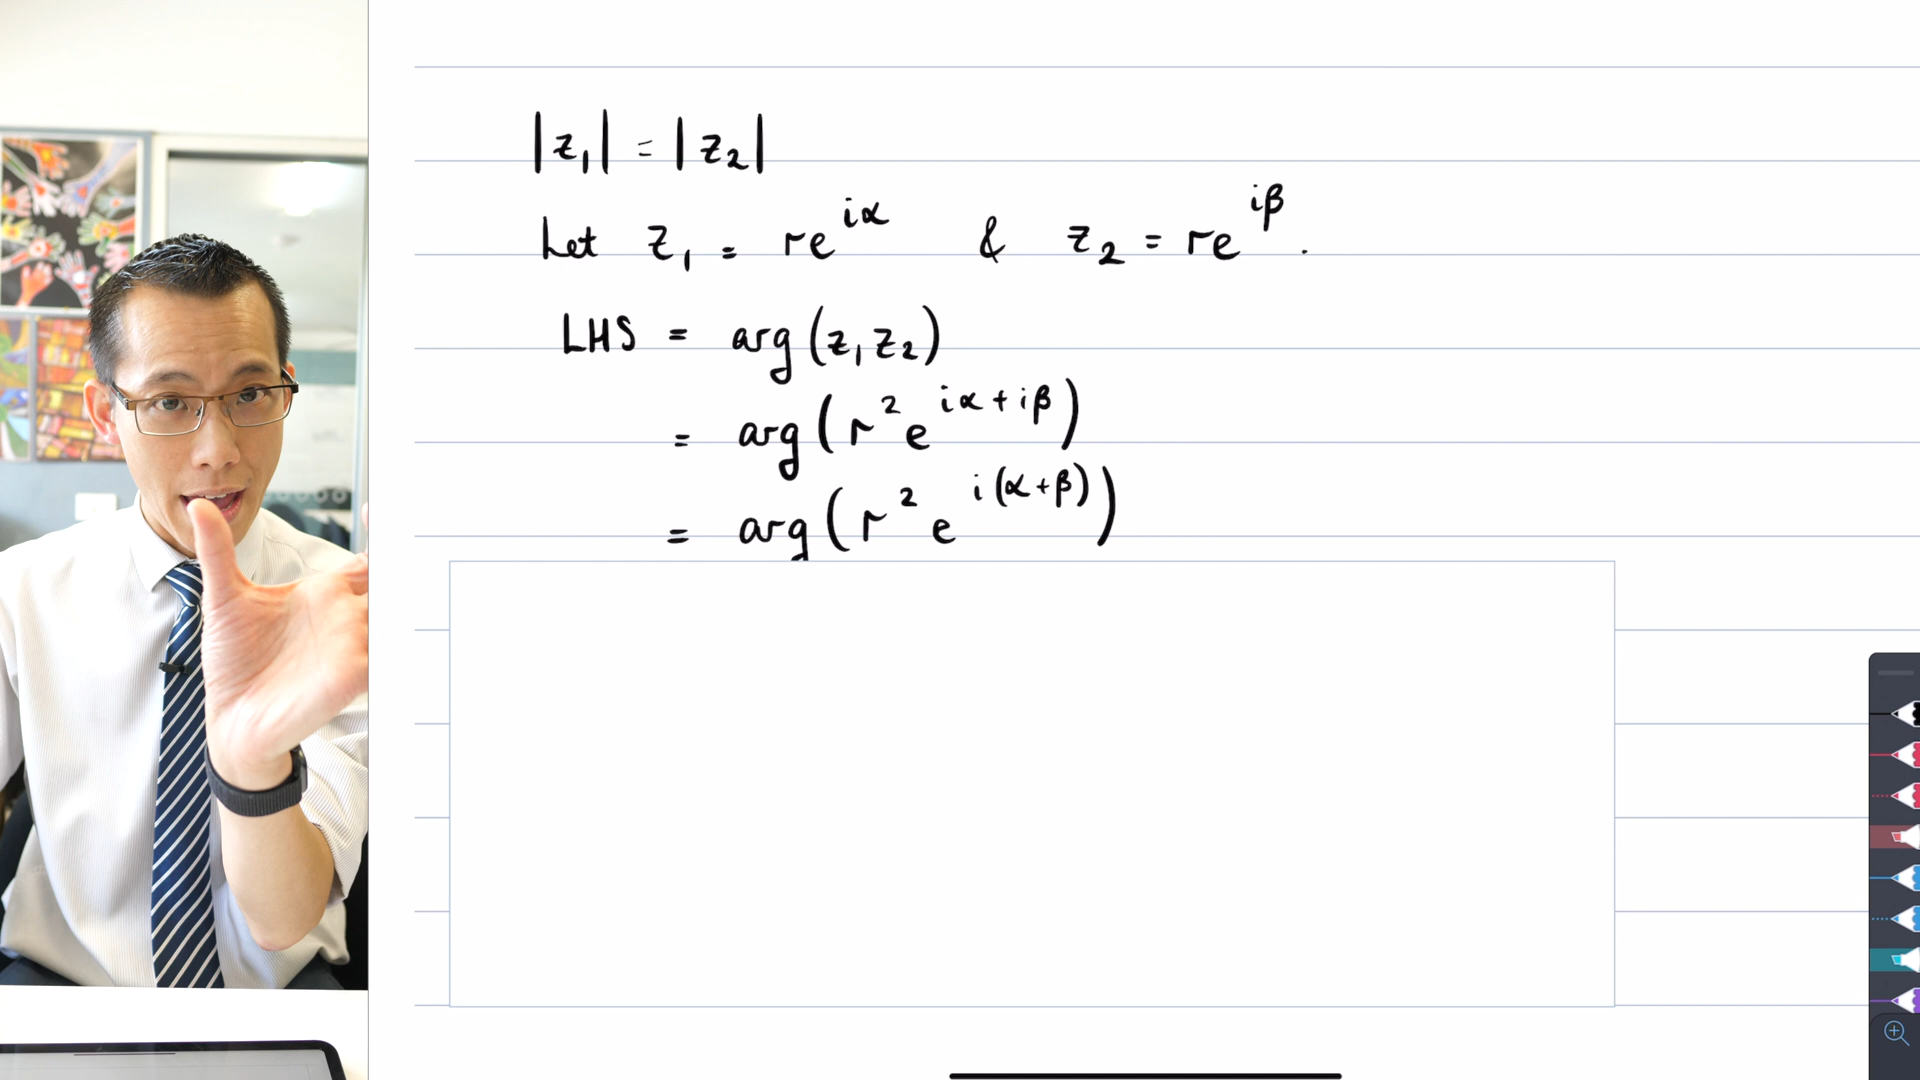 |z₁| = |z₂|
Let z₁ = re^{iα} & z₂ = re^{iβ}.
LHS = arg(z₁z₂)
= arg(r²e^{iα+iβ})
= arg(r²e^{i(α+β)})